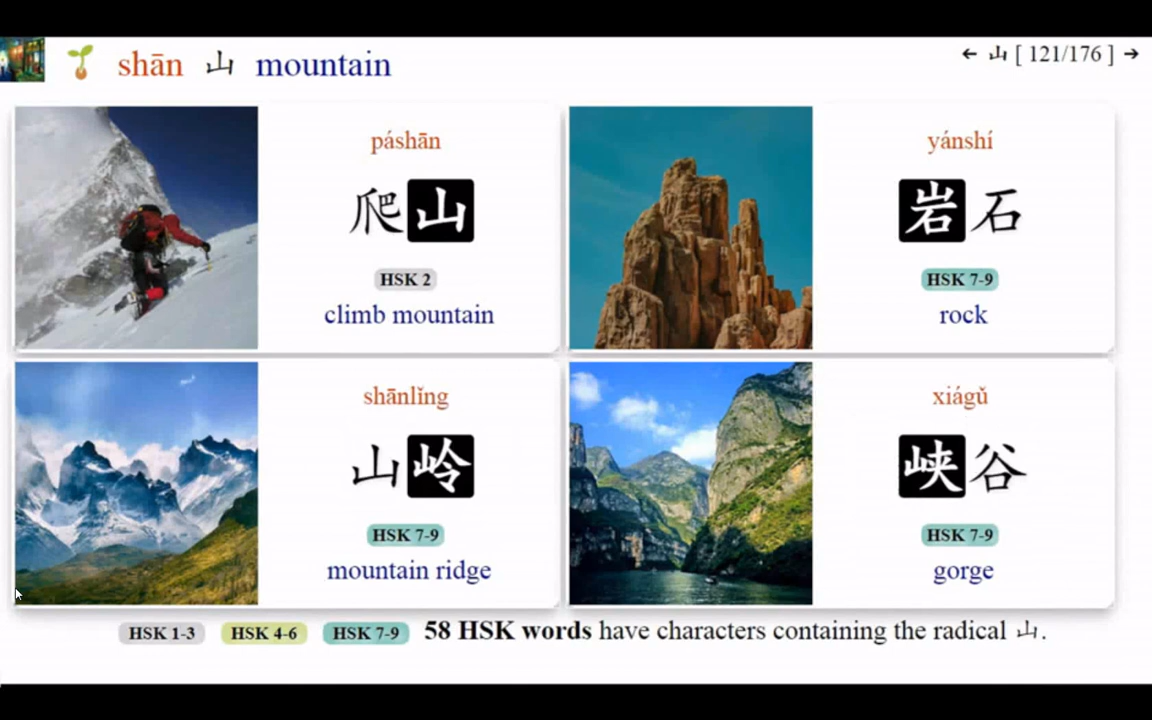 shān 山 mountain
← 山 [ 121/176 ] →
páshān
爬山
HSK 2
climb mountain
yánshí
岩石
HSK 7-9
rock
shānlǐng
山岭
HSK 7-9
mountain ridge
xiágǔ
峡谷
HSK 7-9
gorge
HSK 1-3 HSK 4-6 HSK 7-9 58 HSK words have characters containing the radical 山.